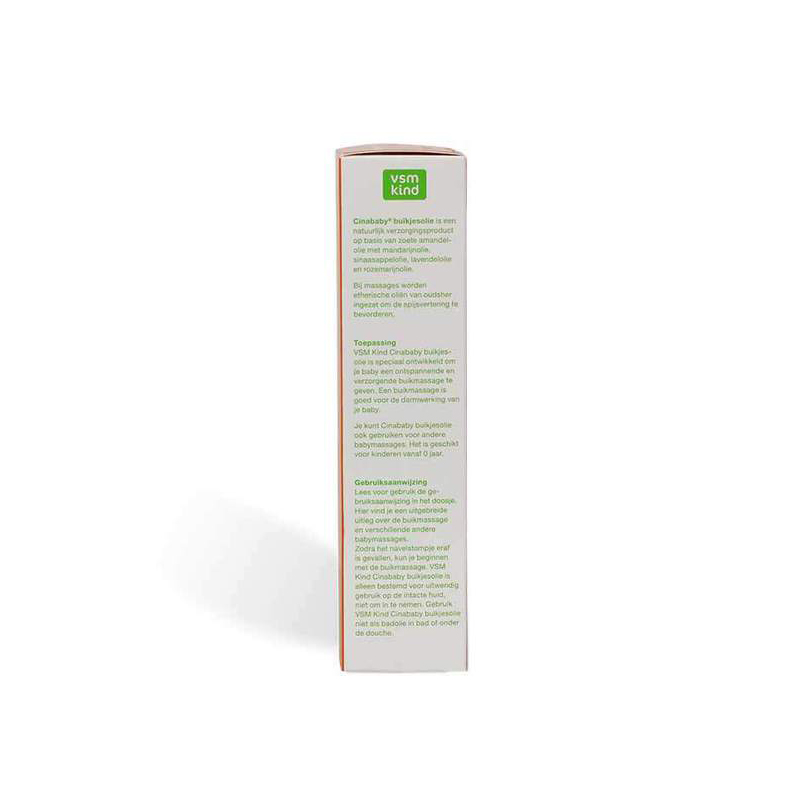 vsm
kind
Cinababy® buikjesolie is een
natuurlijk verzorgingsproduct
op basis van zoete amandel-
olie met mandarijnolie,
sinaasappelolie, lavendelolie
en rozemarijnolie.
Bij massages worden
etherische oliën van oudsher
ingezet om de spijsvertering te
bevorderen.
Toepassing
VSM Kind Cinababy buikjes-
olie is speciaal ontwikkeld om
je baby een ontspannende en
verzorgende buikmassage te
geven. Een buikmassage is
goed voor de darmwerking van
je baby.
Je kunt Cinababy buikjesolie
ook gebruiken voor andere
babymassages. Het is geschikt
voor kinderen vanaf 0 jaar.
Gebruiksaanwijzing
Lees voor gebruik de ge-
bruiksaanwijzing in het doosje.
Hier vind je een uitgebreide
uitleg over de buikmassage
en verschillende andere
babymassages.
Zodra het navelstompje eraf
is gevallen, kun je beginnen
met de buikmassage. VSM
Kind Cinababy buikjesolie is
alleen bestemd voor uitwendig
gebruik op de intacte huid,
niet om in te nemen. Gebruik
VSM Kind Cinababy buikjesolie
niet als badolie in bad of onder
de douche.